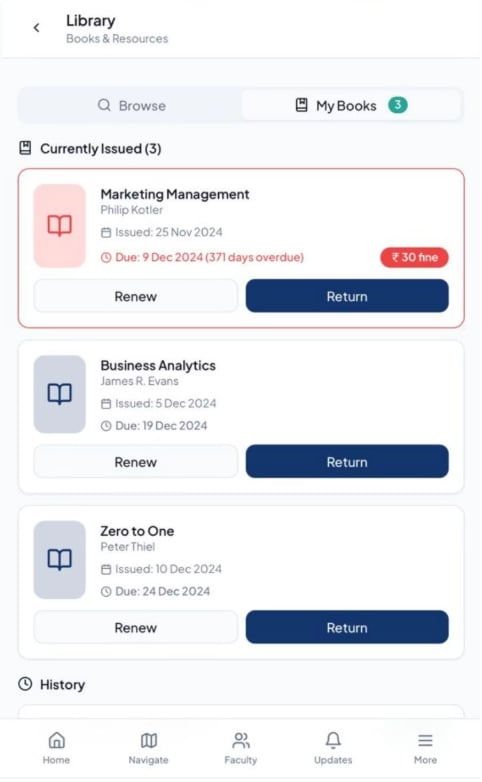 Library
Books & Resources
Browse
My Books 3
Currently Issued (3)
Marketing Management
Philip Kotler
Issued: 25 Nov 2024
Due: 9 Dec 2024 (371 days overdue)
₹ 30 fine
Renew
Return
Business Analytics
James R. Evans
Issued: 5 Dec 2024
Due: 19 Dec 2024
Renew
Return
Zero to One
Peter Thiel
Issued: 10 Dec 2024
Due: 24 Dec 2024
Renew
Return
History
Home
Navigate
Faculty
Updates
More